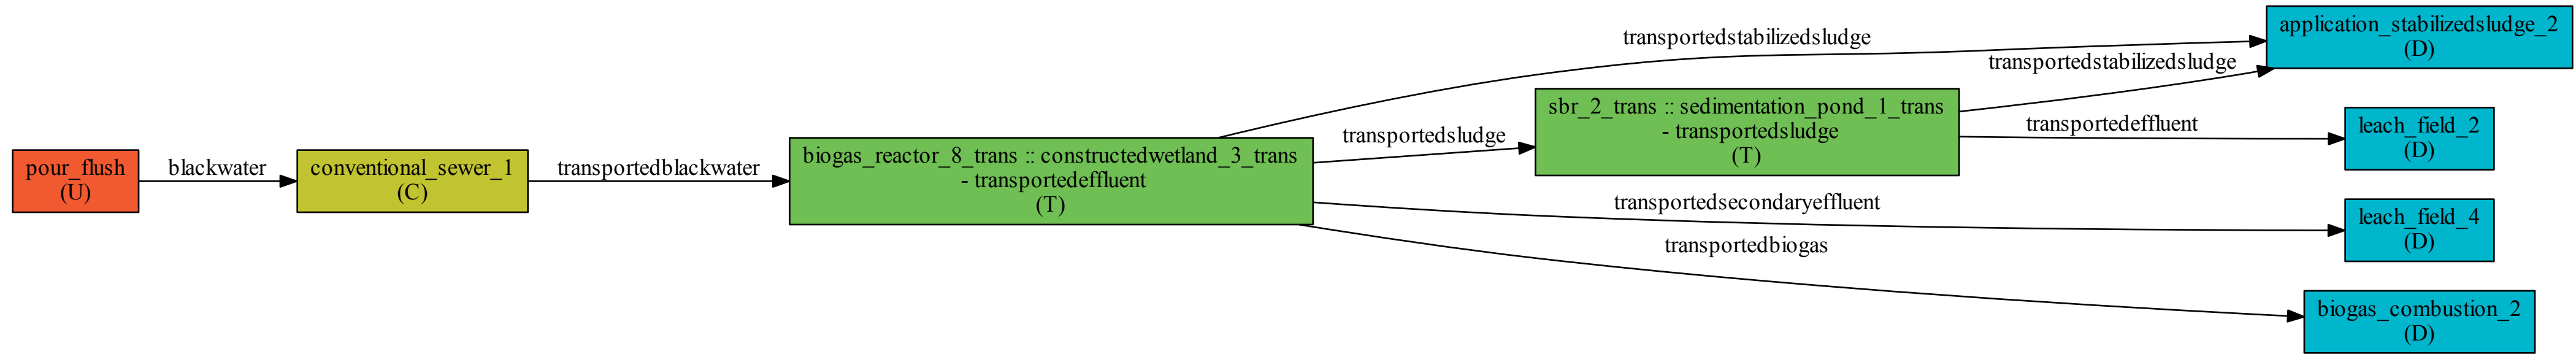 pour_flush
(U)
blackwater
conventional_sewer_1
(C)
transportedblackwater
biogas_reactor_8_trans :: constructedwetland_3_trans
- transportedeffluent
(T)
transportedstabilizedsludge
transportedsludge
transportedsecondaryeffluent
transportedbiogas
sbr_2_trans :: sedimentation_pond_1_trans
- transportedsludge
(T)
transportedstabilizedsludge
transportedeffluent
application_stabilizedsludge_2
(D)
leach_field_2
(D)
leach_field_4
(D)
biogas_combustion_2
(D)